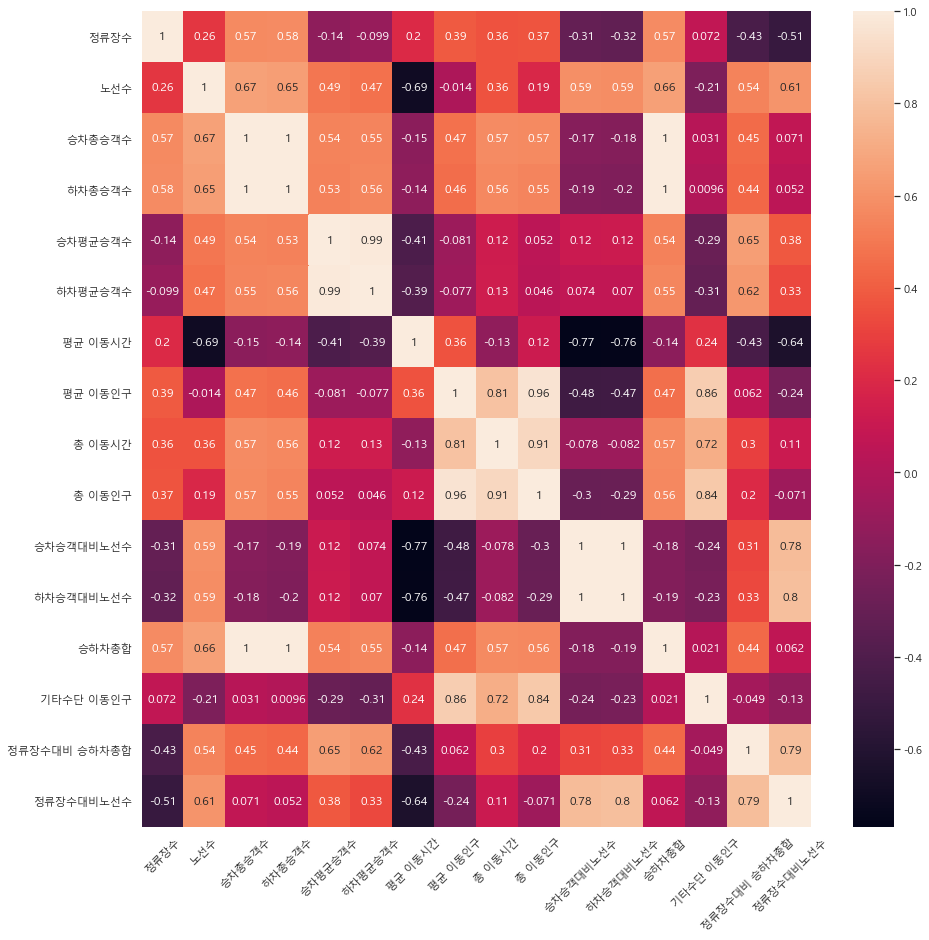 정류장수 1 0.26 0.57 0.58 -0.14 -0.099 0.2 0.39 0.36 0.37 -0.31 -0.32 0.57 0.072 -0.43 -0.51
노선수 0.26 1 0.67 0.65 0.49 0.47 -0.69 -0.014 0.36 0.19 0.59 0.59 0.66 -0.21 0.54 0.61
승차총승객수 0.57 0.67 1 1 0.54 0.55 -0.15 0.47 0.57 0.57 -0.17 -0.18 1 0.031 0.45 0.071
하차총승객수 0.58 0.65 1 1 0.53 0.56 -0.14 0.46 0.56 0.55 -0.19 -0.2 1 0.0096 0.44 0.052
승차평균승객수 -0.14 0.49 0.54 0.53 1 0.99 -0.41 -0.081 0.12 0.052 0.12 0.12 0.54 -0.29 0.65 0.38
하차평균승객수 -0.099 0.47 0.55 0.56 0.99 1 -0.39 -0.077 0.13 0.046 0.074 0.07 0.55 -0.31 0.62 0.33
평균 이동시간 0.2 -0.69 -0.15 -0.14 -0.41 -0.39 1 0.36 -0.13 0.12 -0.77 -0.76 -0.14 0.24 -0.43 -0.64
평균 이동인구 0.39 -0.014 0.47 0.46 -0.081 -0.077 0.36 1 0.81 0.96 -0.48 -0.47 0.47 0.86 0.062 -0.24
총 이동시간 0.36 0.36 0.57 0.56 0.12 0.13 -0.13 0.81 1 0.91 -0.078 -0.082 0.57 0.72 0.3 0.11
총 이동인구 0.37 0.19 0.57 0.55 0.052 0.046 0.12 0.96 0.91 1 -0.3 -0.29 0.56 0.84 0.2 -0.071
승차승객대비노선수 -0.31 0.59 -0.17 -0.19 0.12 0.074 -0.77 -0.48 -0.078 -0.3 1 1 -0.18 -0.24 0.31 0.78
하차승객대비노선수 -0.32 0.59 -0.18 -0.2 0.12 0.07 -0.76 -0.47 -0.082 -0.29 1 1 -0.19 -0.23 0.33 0.8
승하차총합 0.57 0.66 1 1 0.54 0.55 -0.14 0.47 0.57 0.56 -0.18 -0.19 1 0.021 0.44 0.062
기타수단 이동인구 0.072 -0.21 0.031 0.0096 -0.29 -0.31 0.24 0.86 0.72 0.84 -0.24 -0.23 0.021 1 -0.049 -0.13
정류장수대비 승하차총합 -0.43 0.54 0.45 0.44 0.65 0.62 -0.43 0.062 0.3 0.2 0.31 0.33 0.44 -0.049 1 0.79
정류장수대비노선수 -0.51 0.61 0.071 0.052 0.38 0.33 -0.64 -0.24 0.11 -0.071 0.78 0.8 0.062 -0.13 0.79 1
정류장수
노선수
승차총승객수
하차총승객수
승차평균승객수
하차평균승객수
평균 이동시간
평균 이동인구
총 이동시간
총 이동인구
승차승객대비노선수
하차승객대비노선수
승하차총합
기타수단 이동인구
정류장수대비 승하차총합
정류장수대비노선수
1.0
0.8
0.6
0.4
0.2
0.0
-0.2
-0.4
-0.6